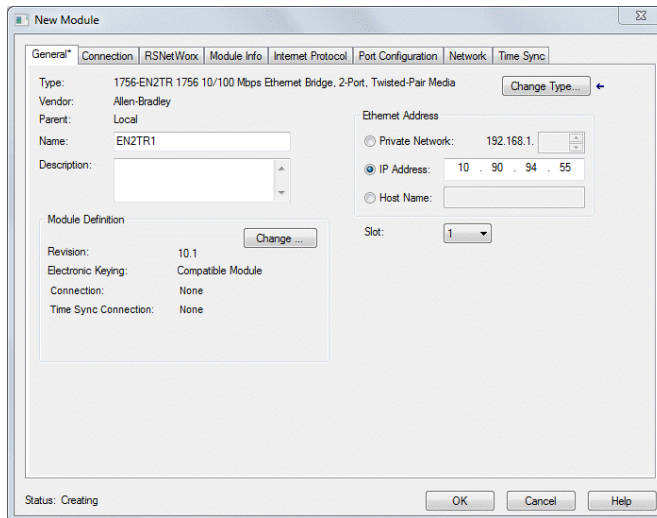 New Module
General* Connection RSNetWorx Module Info Internet Protocol Port Configuration Network Time Sync
Type: 1756-EN2TR 1756 10/100 Mbps Ethernet Bridge, 2-Port, Twisted-Pair Media
Change Type...
Vendor: Allen-Bradley
Parent: Local
Name: EN2TR1
Description:
Ethernet Address
Private Network: 192.168.1.
IP Address: 10 . 90 . 94 . 55
Host Name:
Slot: 1
Module Definition
Change ...
Revision: 10.1
Electronic Keying: Compatible Module
Connection: None
Time Sync Connection: None
Status: Creating
OK Cancel Help